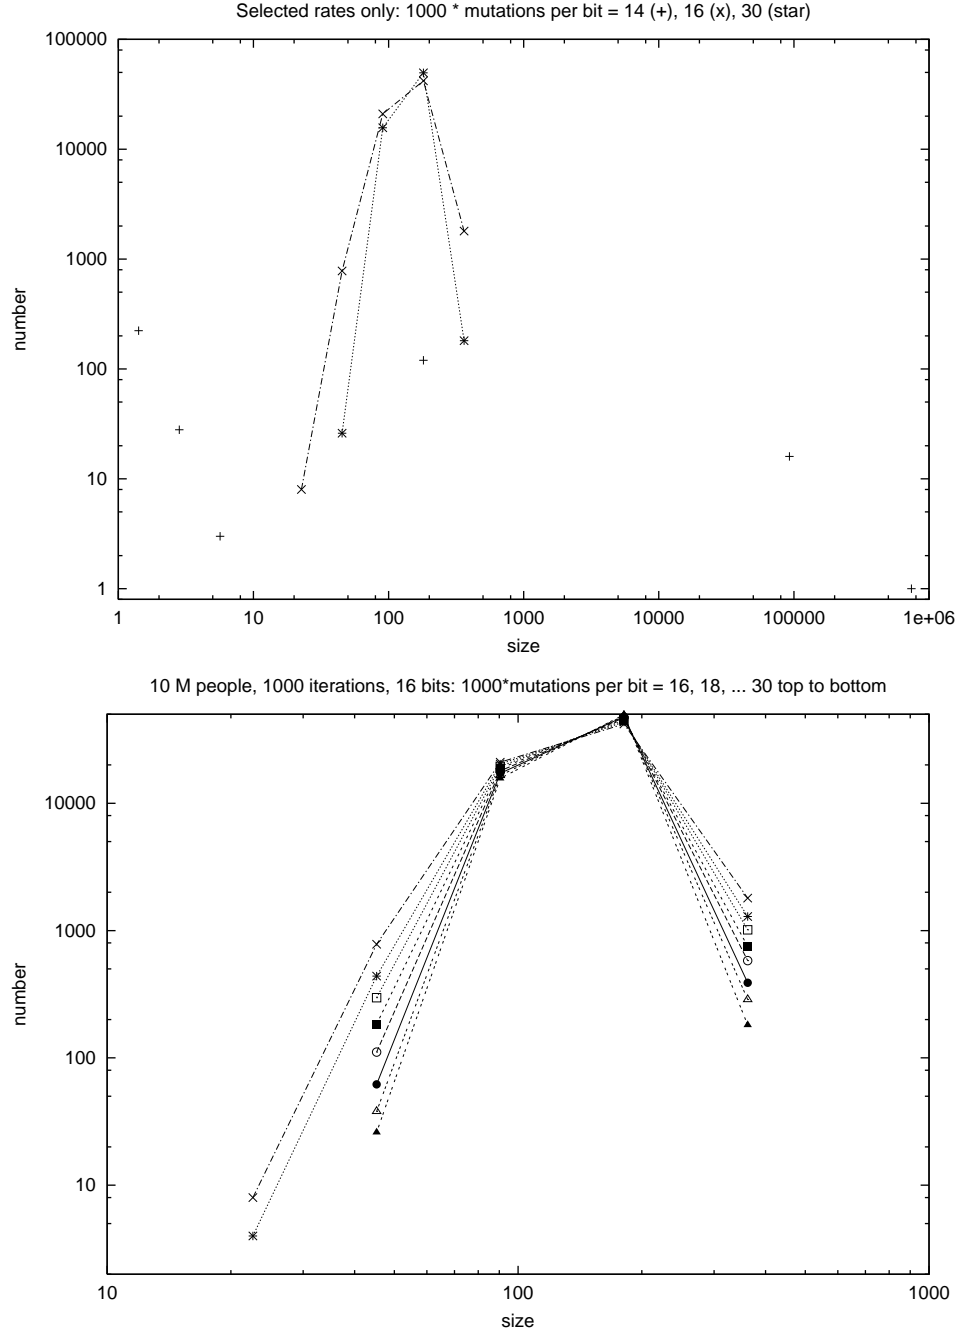 Selected rates only: 1000 * mutations per bit = 14 (+), 16 (x), 30 (star)
100000
10000
1000
100
10
1
number
1 10 100 1000 10000 100000 1e+06
size
10 M people, 1000 iterations, 16 bits: 1000*mutations per bit = 16, 18, ... 30 top to bottom
10000
1000
100
10
number
10 100 1000
size